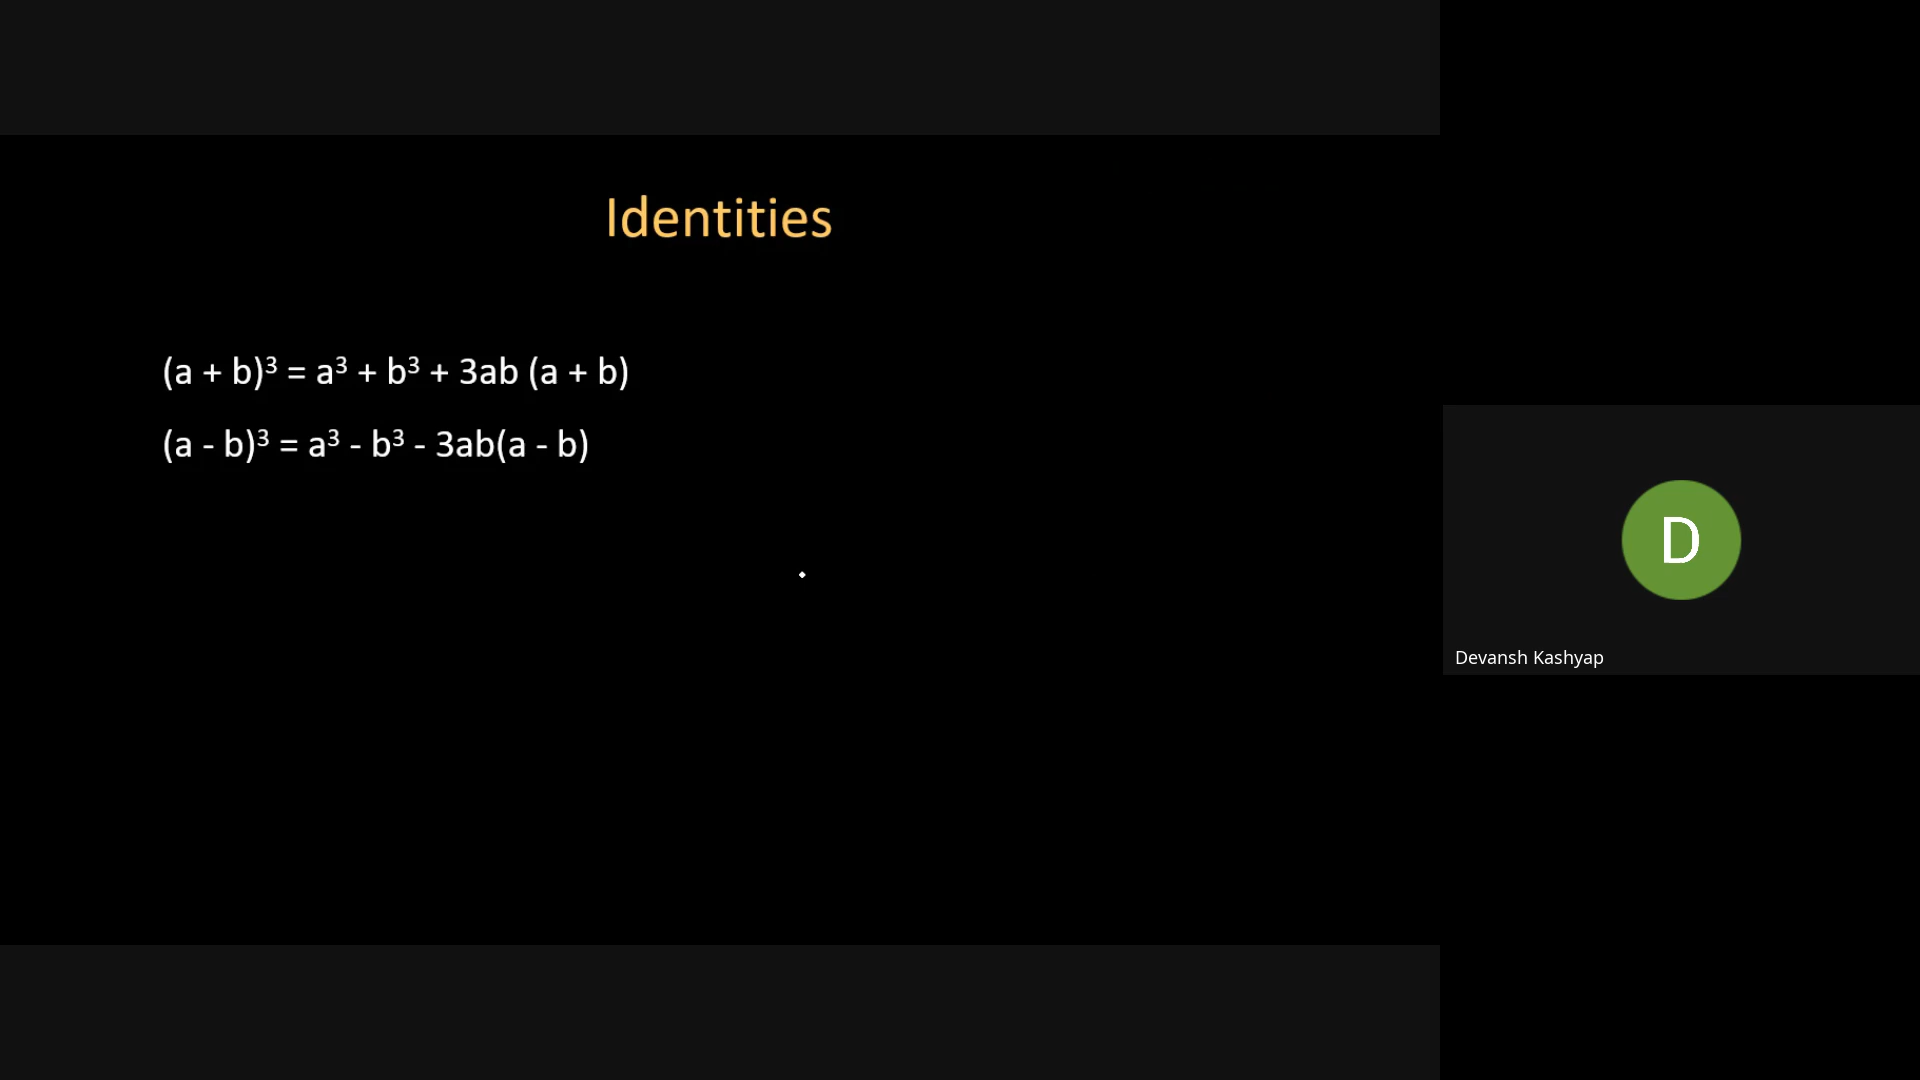 Identities
(a + b)³ = a³ + b³ + 3ab (a + b)
(a - b)³ = a³ - b³ - 3ab(a - b)
D
Devansh Kashyap